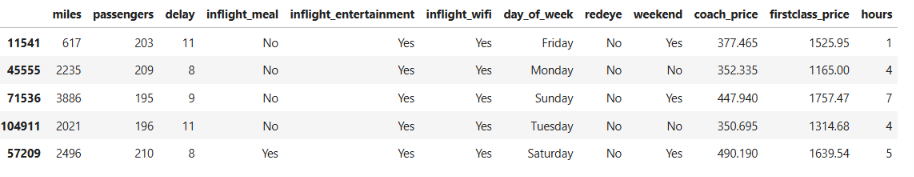 miles passengers delay inflight_meal inflight_entertainment inflight_wifi day_of_week redeye weekend coach_price firstclass_price hours
11541 617 203 11 No Yes Yes Friday No Yes 377.465 1525.95 1
45555 2235 209 8 No Yes Yes Monday No No 352.335 1165.00 4
71536 3886 195 9 No Yes Yes Sunday No Yes 447.940 1757.47 7
104911 2021 196 11 No Yes Yes Tuesday No No 350.695 1314.68 4
57209 2496 210 8 Yes Yes Yes Saturday No Yes 490.190 1639.54 5